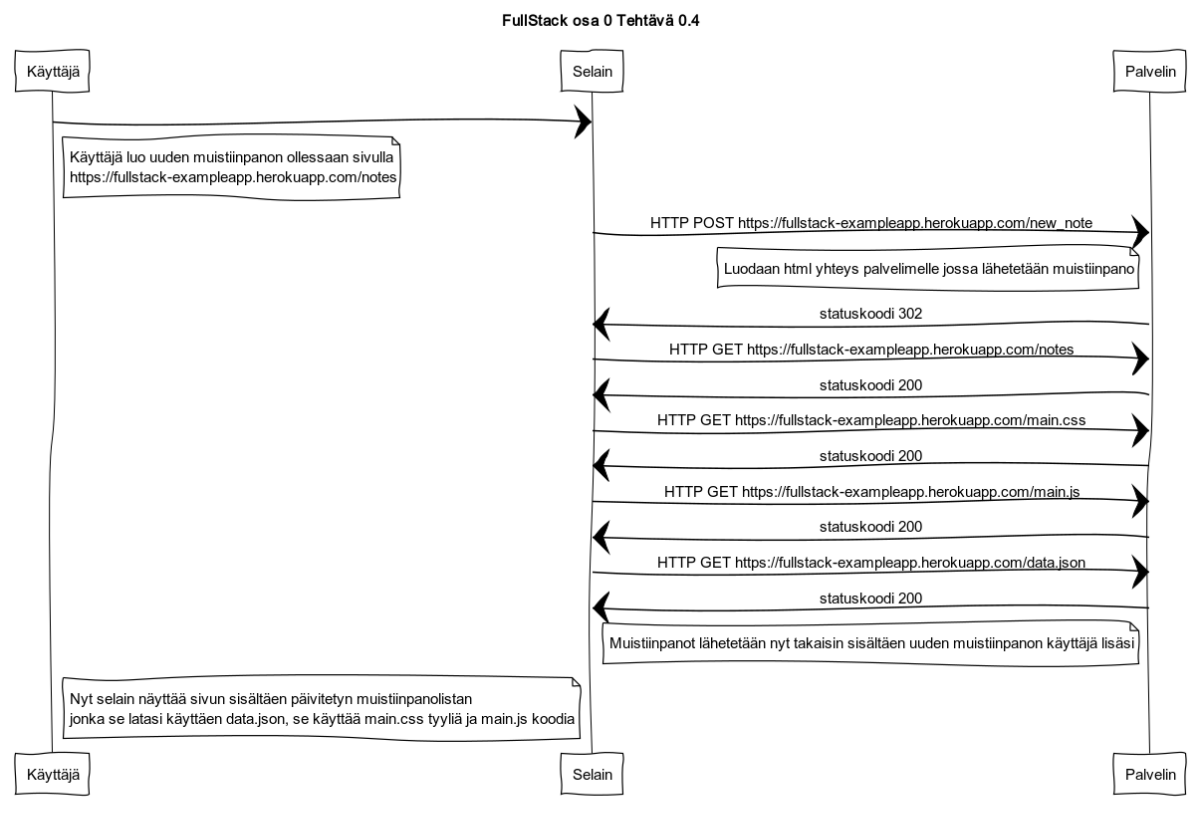 FullStack osa 0 Tehtävä 0.4
Käyttäjä
Selain
Palvelin
Käyttäjä luo uuden muistiinpanon ollessaan sivulla
https://fullstack-exampleapp.herokuapp.com/notes
HTTP POST https://fullstack-exampleapp.herokuapp.com/new_note
Luodaan html yhteys palvelimelle jossa lähetetään muistiinpano
statuskoodi 302
HTTP GET https://fullstack-exampleapp.herokuapp.com/notes
statuskoodi 200
HTTP GET https://fullstack-exampleapp.herokuapp.com/main.css
statuskoodi 200
HTTP GET https://fullstack-exampleapp.herokuapp.com/main.js
statuskoodi 200
HTTP GET https://fullstack-exampleapp.herokuapp.com/data.json
statuskoodi 200
Muistiinpanot lähetetään nyt takaisin sisältäen uuden muistiinpanon käyttäjä lisäsi
Nyt selain näyttää sivun sisältäen päivitetyn muistiinpanolistan
jonka se latasi käyttäen data.json, se käyttää main.css tyyliä ja main.js koodia
Käyttäjä
Selain
Palvelin